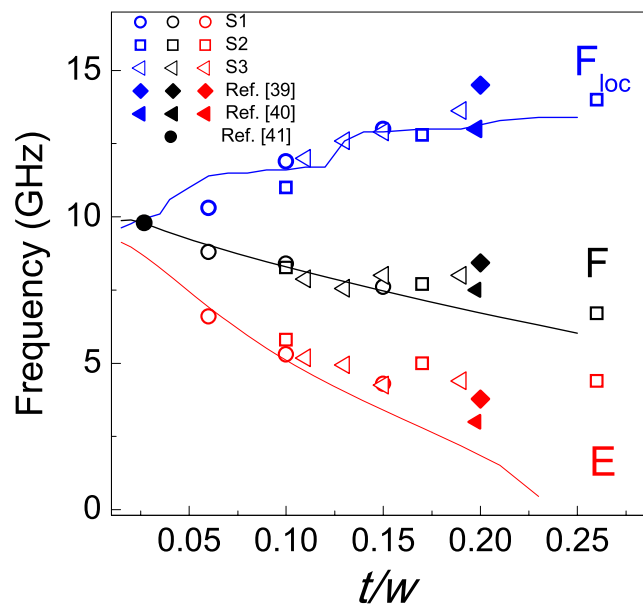 S1
S2
S3
Ref. [39]
Ref. [40]
Ref. [41]
F_loc
F
E
15
10
5
0
0.05 0.10 0.15 0.20 0.25
Frequency (GHz)
t/w